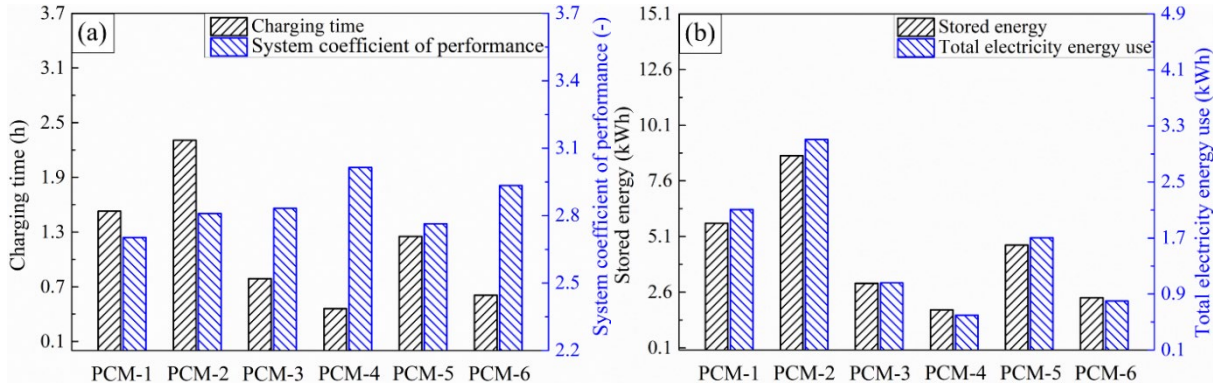 (a)
Charging time
System coefficient of performance
Charging time (h)
3.7
3.1
2.5
1.9
1.3
0.7
0.1
3.7
3.4
3.1
2.8
2.5
2.2
System coefficient of performance (-)
PCM-1 PCM-2 PCM-3 PCM-4 PCM-5 PCM-6
(b)
Stored energy
Total electricity energy use
Stored energy (kWh)
15.1
12.6
10.1
7.6
5.1
2.6
0.1
4.9
4.1
3.3
2.5
1.7
0.9
0.1
Total electricity energy use (kWh)
PCM-1 PCM-2 PCM-3 PCM-4 PCM-5 PCM-6